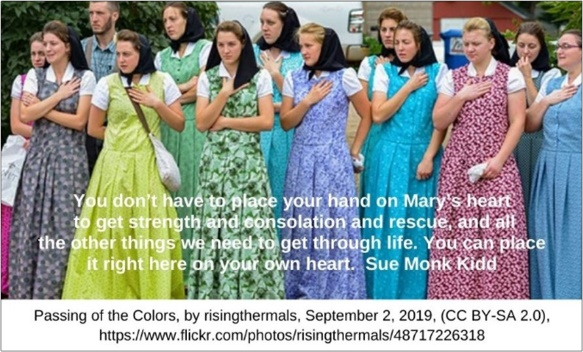 You don't have to place your hand on Mary's heart
to get strength and consolation and rescue, and all
the other things we need to get through life. You can place
it right here on your own heart.  Sue Monk Kidd
Passing of the Colors, by risingthermals, September 2, 2019, (CC BY-SA 2.0),
https://www.flickr.com/photos/risingthermals/48717226318